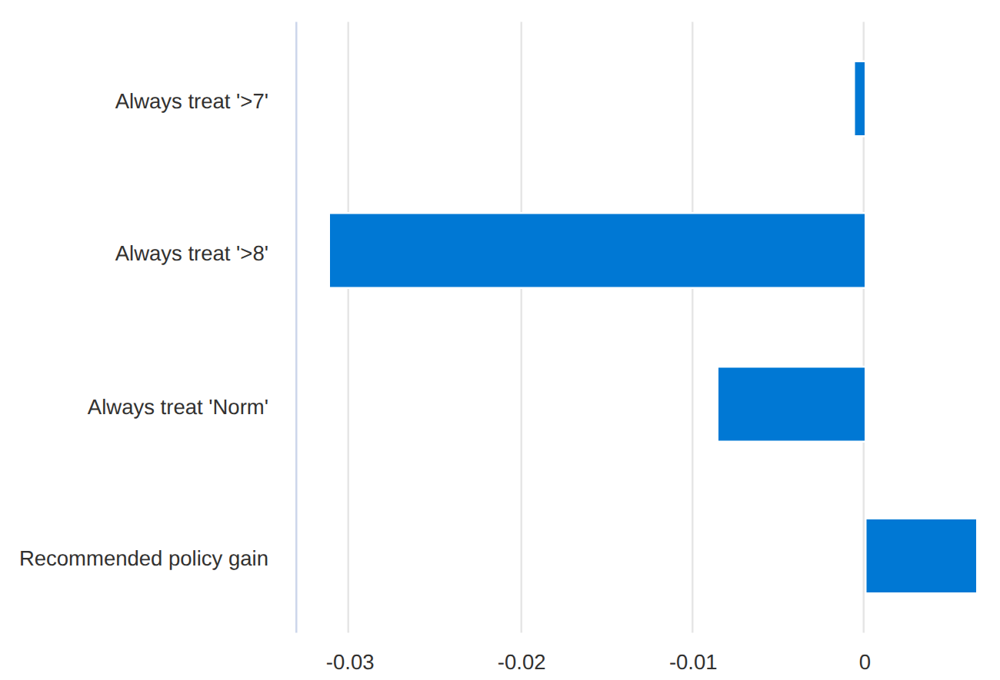 Always treat '>7'
Always treat '>8'
Always treat 'Norm'
Recommended policy gain
-0.03 -0.02 -0.01 0